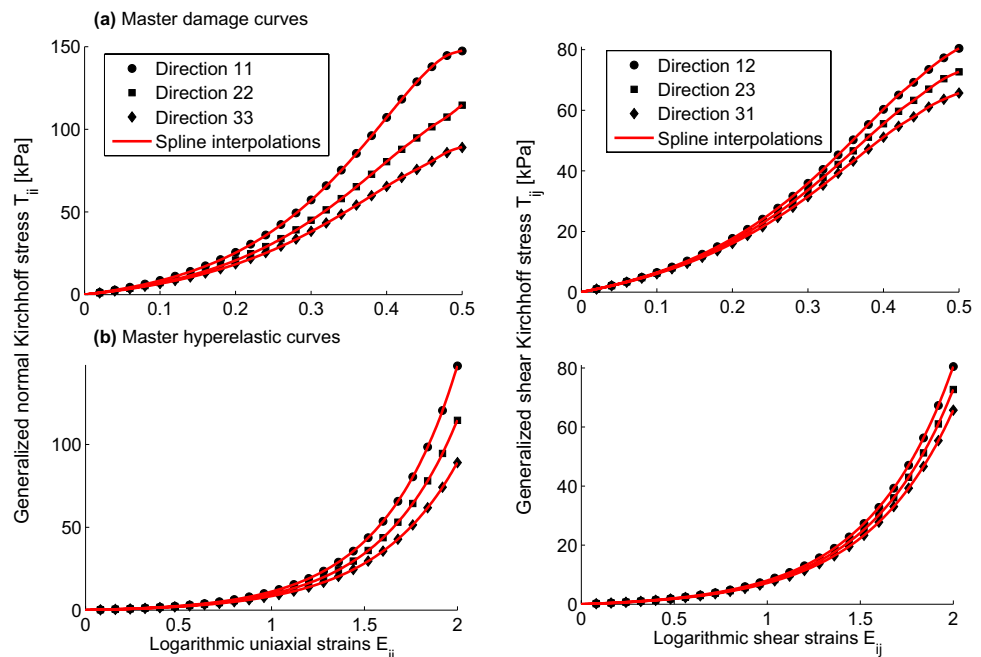 (a) Master damage curves
Generalized normal Kirchhoff stress T_ii [kPa]
150
100
50
0
Direction 11
Direction 22
Direction 33
Spline interpolations
0 0.1 0.2 0.3 0.4 0.5
Generalized shear Kirchhoff stress T_ij [kPa]
80
60
40
20
0
Direction 12
Direction 23
Direction 31
Spline interpolations
0.1 0.2 0.3 0.4 0.5
(b) Master hyperelastic curves
100
50
0
0 0.5 1 1.5 2
Logarithmic uniaxial strains E_ii
80
60
40
20
0
0 1 1.5 2
Logarithmic shear strains E_ij